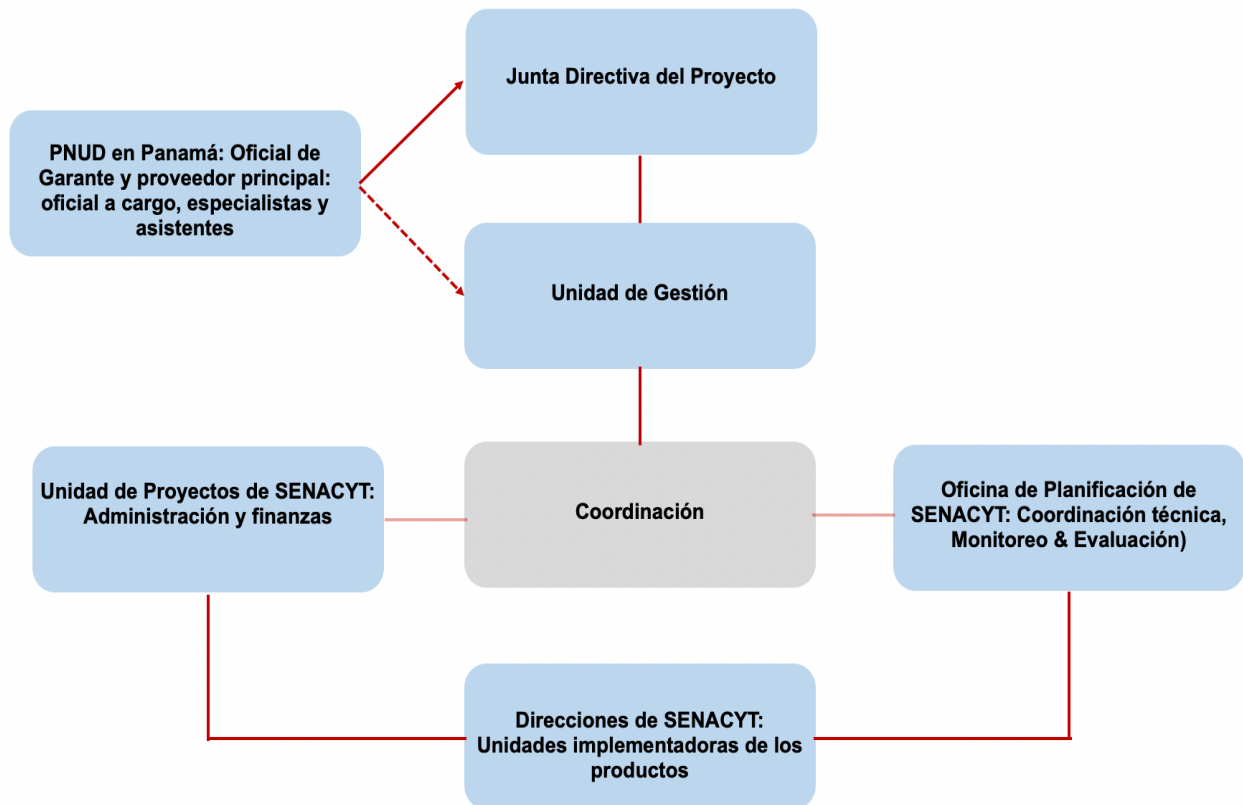 Junta Directiva del Proyecto
PNUD en Panamá: Oficial de
Garante y proveedor principal:
oficial a cargo, especialistas y
asistentes
Unidad de Gestión
Unidad de Proyectos de SENACYT:
Administración y finanzas
Coordinación
Oficina de Planificación de
SENACYT: Coordinación técnica,
Monitoreo & Evaluación)
Direcciones de SENACYT:
Unidades implementadoras de los
productos